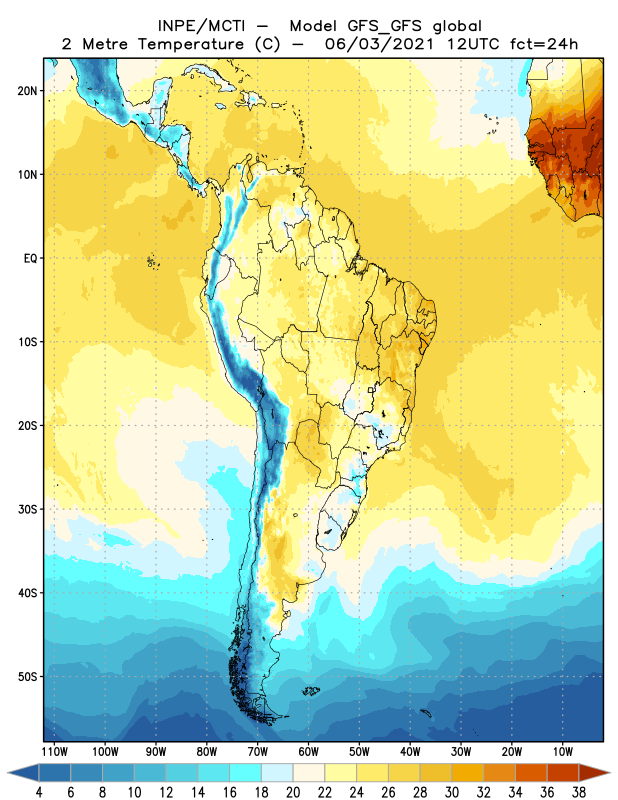 INPE/MCTI –  Model GFS_GFS global
2 Metre Temperature (C) –  06/03/2021 12UTC fct=24h
20N
10N
EQ
10S
20S
30S
40S
50S
110W 100W 90W 80W 70W 60W 50W 40W 30W 20W 10W
4 6 8 10 12 14 16 18 20 22 24 26 28 30 32 34 36 38